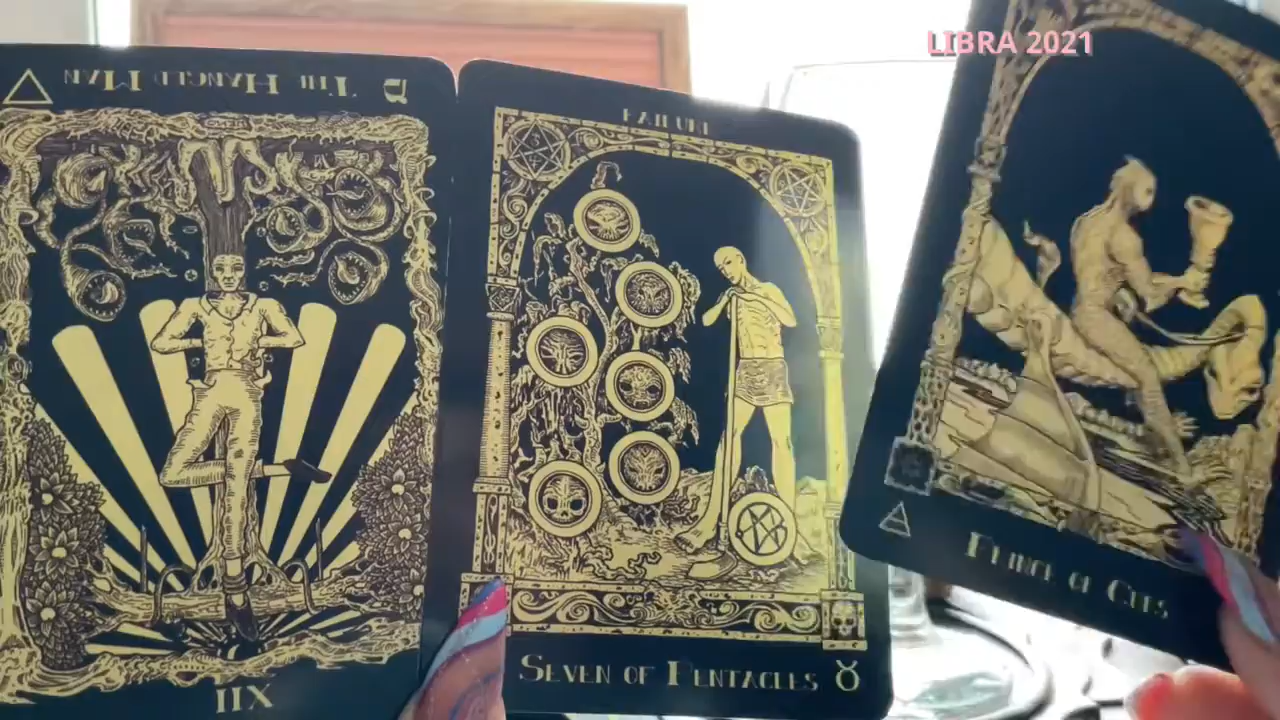 LIBRA 2021
THE HANGED MAN
FAILURE
XII
SEVEN OF PENTACLES
PRINCE OF CUPS